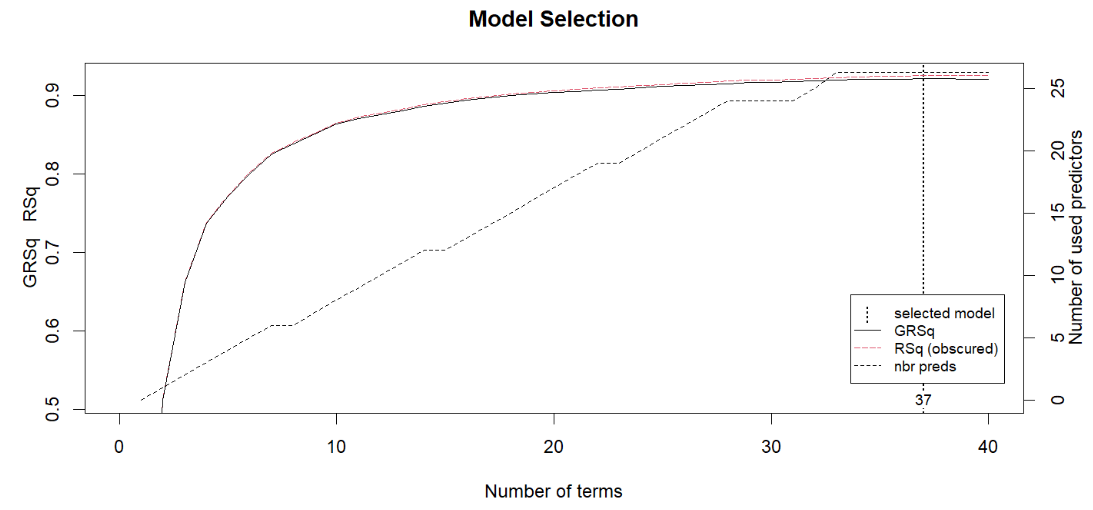 Model Selection
GRSq   RSq
0.5
0.6
0.7
0.8
0.9
0
5
10
15
20
25
Number of used predictors
selected model
GRSq
RSq (obscured)
nbr preds
37
0
10
20
30
40
Number of terms